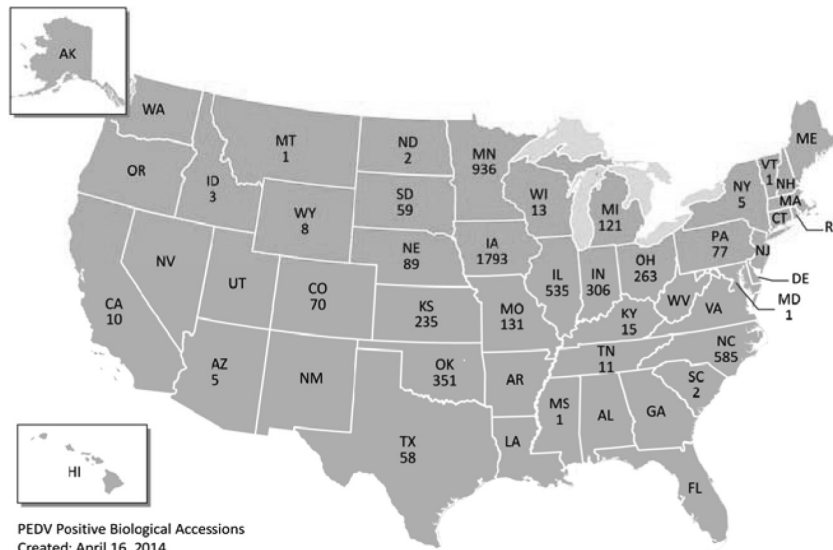 AK
WA
MT
1
ND
2
MN
936
ME
OR
ID
3
SD
59
WI
13
MI
121
VT
1
NH
NY
5
MA
CT
R
WY
8
NE
89
IA
1793
PA
77
NJ
NV
UT
CO
70
IL
535
IN
306
OH
263
DE
MD
1
CA
10
KS
235
MO
131
KY
15
WV
VA
AZ
5
NM
OK
351
AR
TN
11
NC
585
SC
2
TX
58
LA
MS
1
AL
GA
FL
HI
PEDV Positive Biological Accessions
Created: April 16, 2014